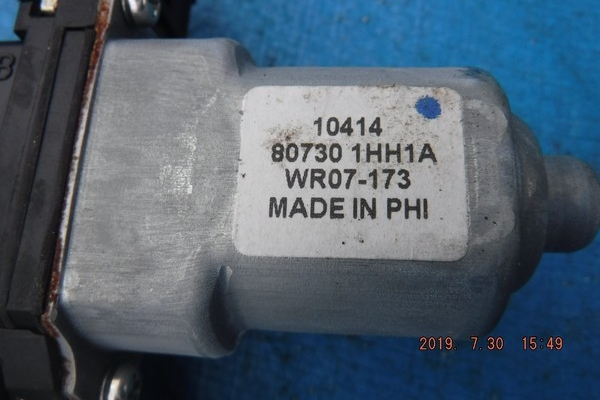 10414
80730 1HH1A
WR07-173
MADE IN PHI
2019. 7.30 15:49